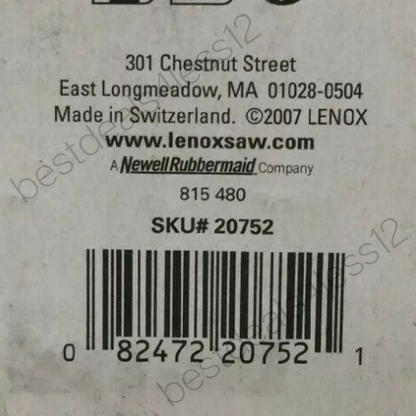 301 Chestnut Street
East Longmeadow, MA 01028-0504
Made in Switzerland. ©2007 LENOX
www.lenoxsaw.com
A NewellRubbermaid Company
815 480
SKU# 20752
0 82472 20752 1
bestdeals4less12
bestdeals4less12
bestdeals4less12